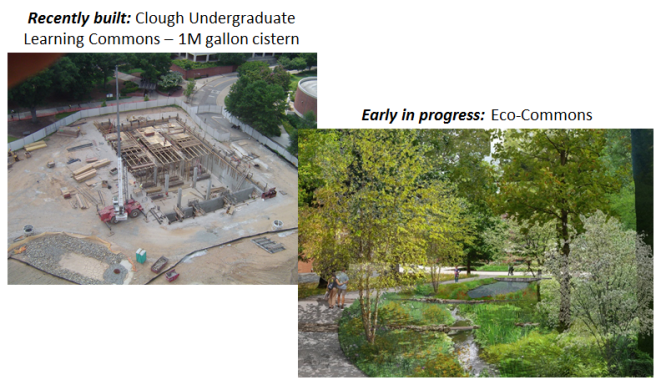 Recently built: Clough Undergraduate
Learning Commons – 1M gallon cistern
Early in progress: Eco-Commons